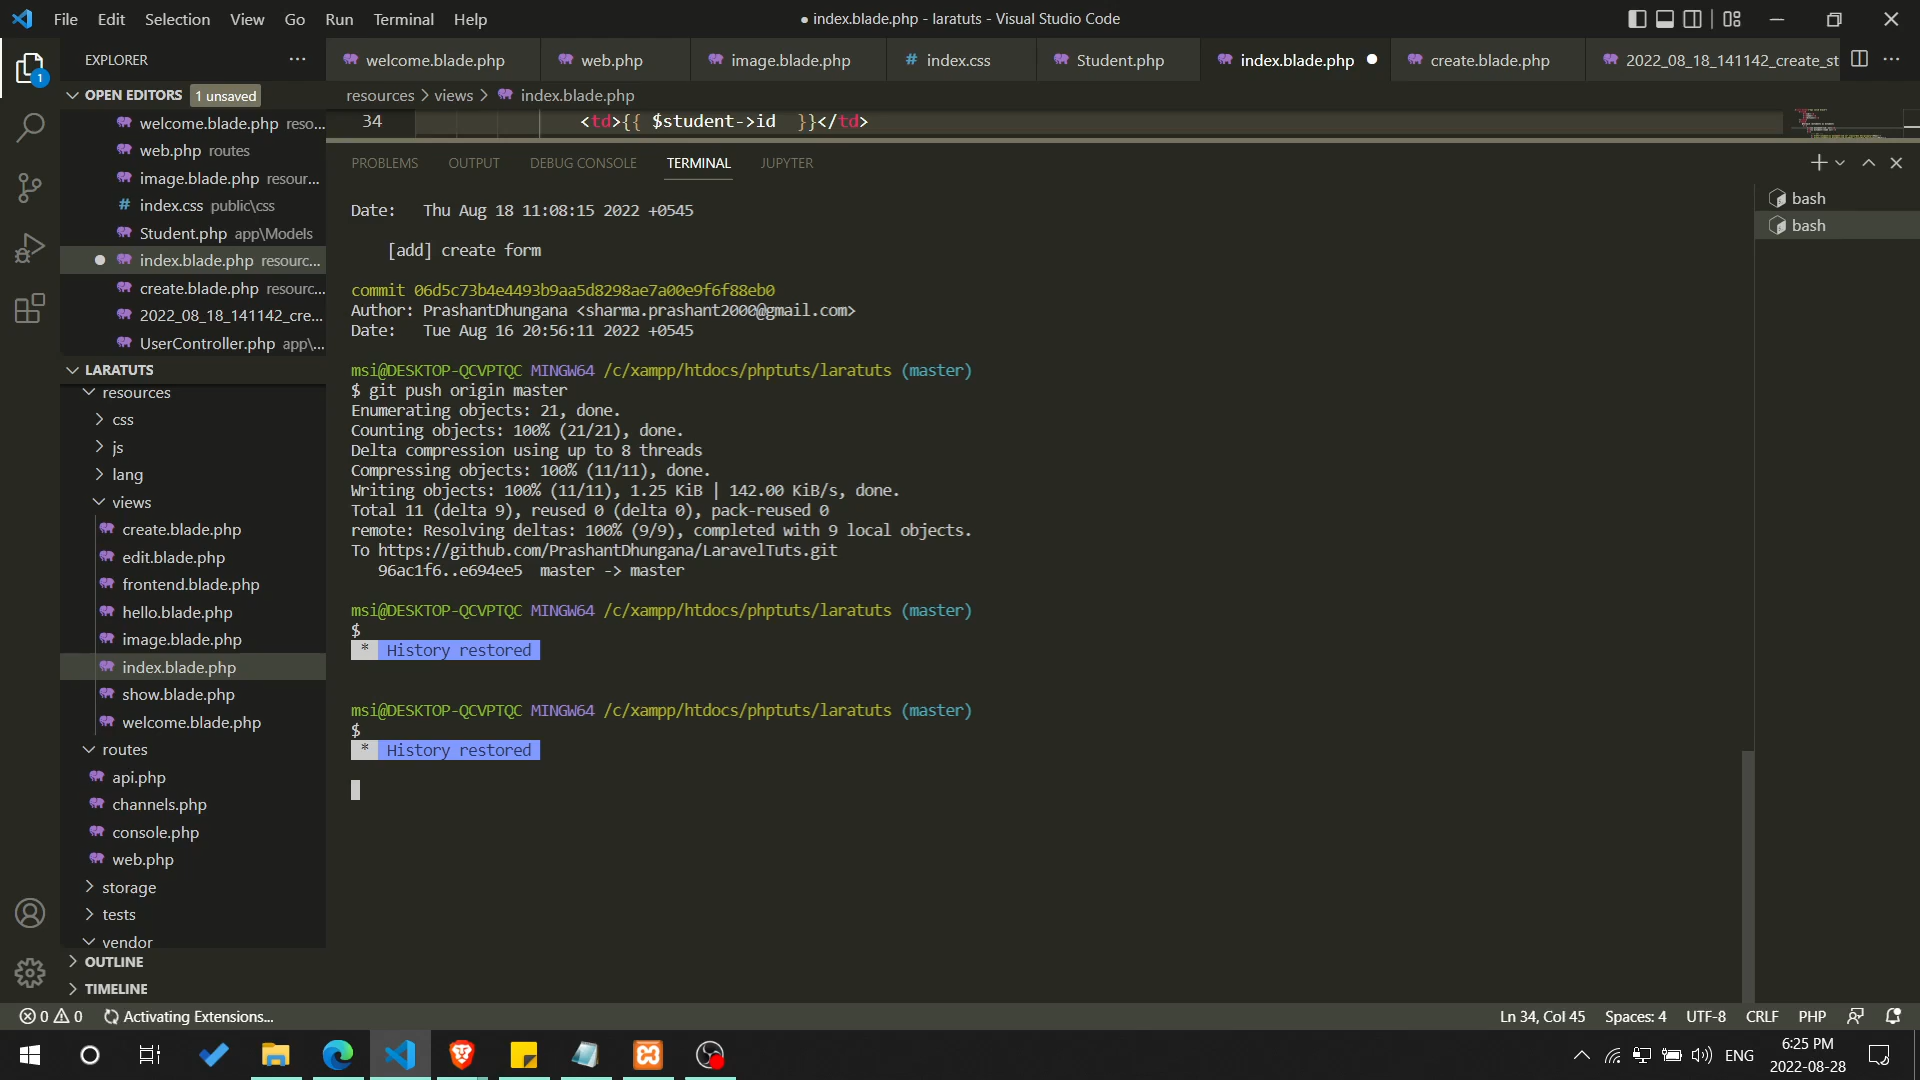 File Edit Selection View Go Run Terminal Help
● index.blade.php - laratuts - Visual Studio Code
EXPLORER
welcome.blade.php
web.php
image.blade.php
# index.css
Student.php
index.blade.php
create.blade.php
2022_08_18_141142_create_st
OPEN EDITORS 1 unsaved
welcome.blade.php reso...
web.php routes
image.blade.php resour...
# index.css public\css
Student.php app\Models
index.blade.php resourc...
create.blade.php resourc...
2022_08_18_141142_cre...
UserController.php app\...
LARATUTS
resources
css
js
lang
views
create.blade.php
edit.blade.php
frontend.blade.php
hello.blade.php
image.blade.php
index.blade.php
show.blade.php
welcome.blade.php
routes
api.php
channels.php
console.php
web.php
storage
tests
vendor
OUTLINE
TIMELINE
resources > views > index.blade.php
34 <td>{{ $student->id }}</td>
PROBLEMS OUTPUT DEBUG CONSOLE TERMINAL JUPYTER
Date: Thu Aug 18 11:08:15 2022 +0545
[add] create form
commit 06d5c73b4e4493b9aa5d8298ae7a00e9f6f88eb0
Author: PrashantDhungana <sharma.prashant2000@gmail.com>
Date: Tue Aug 16 20:56:11 2022 +0545
msi@DESKTOP-QCVPTQC MINGW64 /c/xampp/htdocs/phptuts/laratuts (master)
$ git push origin master
Enumerating objects: 21, done.
Counting objects: 100% (21/21), done.
Delta compression using up to 8 threads
Compressing objects: 100% (11/11), done.
Writing objects: 100% (11/11), 1.25 KiB | 142.00 KiB/s, done.
Total 11 (delta 9), reused 0 (delta 0), pack-reused 0
remote: Resolving deltas: 100% (9/9), completed with 9 local objects.
To https://github.com/PrashantDhungana/LaravelTuts.git
96ac1f6..e694ee5 master -> master
msi@DESKTOP-QCVPTQC MINGW64 /c/xampp/htdocs/phptuts/laratuts (master)
$
* History restored
msi@DESKTOP-QCVPTQC MINGW64 /c/xampp/htdocs/phptuts/laratuts (master)
$
* History restored
bash
bash
1
0 0 Activating Extensions...
Ln 34, Col 45 Spaces: 4 UTF-8 CRLF PHP
ENG
6:25 PM
2022-08-28